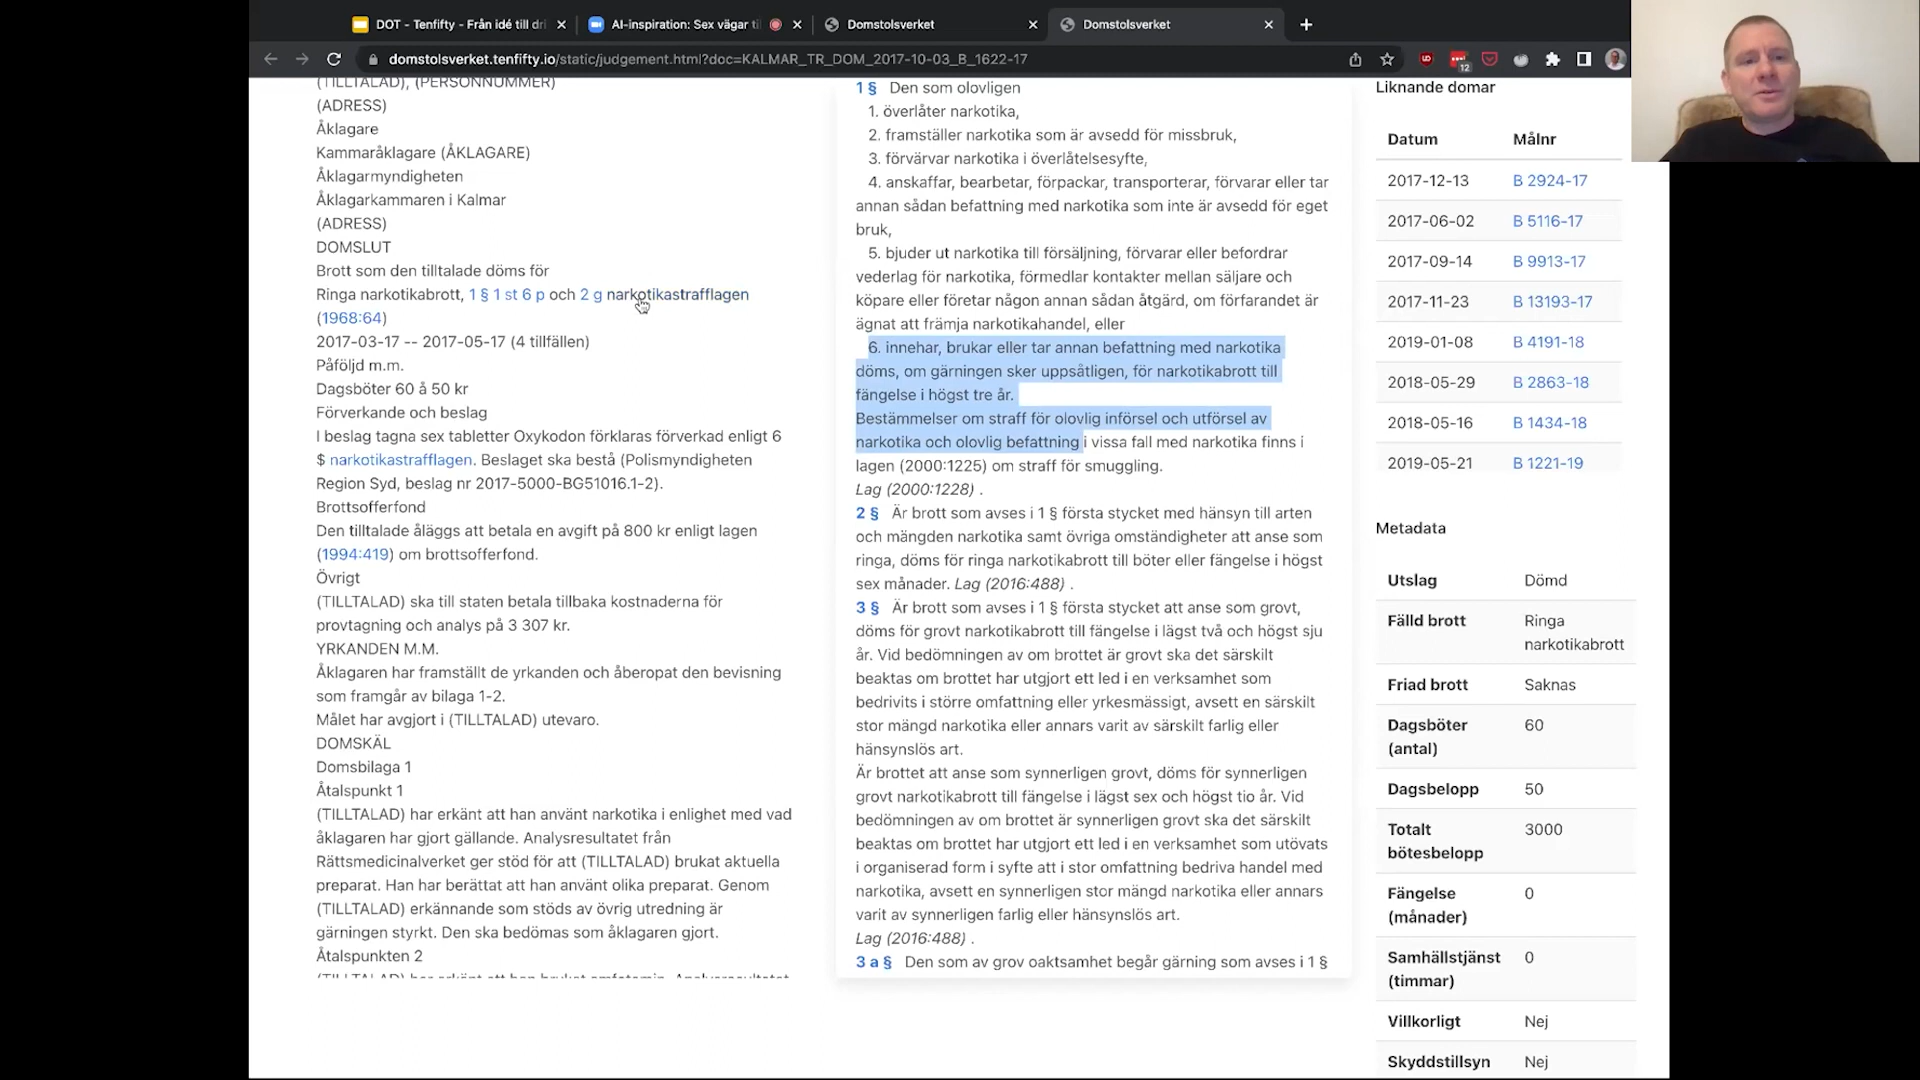 DOT - Tenfifty - Från idé till dri
AI-inspiration: Sex vägar ti
Domstolsverket
Domstolsverket
domstolsverket.tenfifty.io/static/judgement.html?doc=KALMAR_TR_DOM_2017-10-03_B_1622-17
12
(TILLTALAD), (PERSONNUMMER)
(ADRESS)
Åklagare
Kammaråklagare (ÅKLAGARE)
Åklagarmyndigheten
Åklagarkammaren i Kalmar
(ADRESS)
DOMSLUT
Brott som den tilltalade döms för
Ringa narkotikabrott, 1 § 1 st 6 p och 2 g narkotikastrafflagen
(1968:64)
2017-03-17 -- 2017-05-17 (4 tillfällen)
Påföljd m.m.
Dagsböter 60 å 50 kr
Förverkande och beslag
I beslag tagna sex tabletter Oxykodon förklaras förverkad enligt 6
$ narkotikastrafflagen. Beslaget ska bestå (Polismyndigheten
Region Syd, beslag nr 2017-5000-BG51016.1-2).
Brottsofferfond
Den tilltalade åläggs att betala en avgift på 800 kr enligt lagen
(1994:419) om brottsofferfond.
Övrigt
(TILLTALAD) ska till staten betala tillbaka kostnaderna för
provtagning och analys på 3 307 kr.
YRKANDEN M.M.
Åklagaren har framställt de yrkanden och åberopat den bevisning
som framgår av bilaga 1-2.
Målet har avgjort i (TILLTALAD) utevaro.
DOMSKÄL
Domsbilaga 1
Åtalspunkt 1
(TILLTALAD) har erkänt att han använt narkotika i enlighet med vad
åklagaren har gjort gällande. Analysresultatet från
Rättsmedicinalverket ger stöd för att (TILLTALAD) brukat aktuella
preparat. Han har berättat att han använt olika preparat. Genom
(TILLTALAD) erkännande som stöds av övrig utredning är
gärningen styrkt. Den ska bedömas som åklagaren gjort.
Åtalspunkten 2
(TILLTALAD) har erkänt att han brukat amfetamin. Analysresultatet
1 § Den som olovligen
1. överlåter narkotika,
2. framställer narkotika som är avsedd för missbruk,
3. förvärvar narkotika i överlåtelsesyfte,
4. anskaffar, bearbetar, förpackar, transporterar, förvarar eller tar
annan sådan befattning med narkotika som inte är avsedd för eget
bruk,
5. bjuder ut narkotika till försäljning, förvarar eller befordrar
vederlag för narkotika, förmedlar kontakter mellan säljare och
köpare eller företar någon annan sådan åtgärd, om förfarandet är
ägnat att främja narkotikahandel, eller
6. innehar, brukar eller tar annan befattning med narkotika
döms, om gärningen sker uppsåtligen, för narkotikabrott till
fängelse i högst tre år.
Bestämmelser om straff för olovlig införsel och utförsel av
narkotika och olovlig befattning i vissa fall med narkotika finns i
lagen (2000:1225) om straff för smuggling.
Lag (2000:1228) .
2 § Är brott som avses i 1 § första stycket med hänsyn till arten
och mängden narkotika samt övriga omständigheter att anse som
ringa, döms för ringa narkotikabrott till böter eller fängelse i högst
sex månader. Lag (2016:488) .
3 § Är brott som avses i 1 § första stycket att anse som grovt,
döms för grovt narkotikabrott till fängelse i lägst två och högst sju
år. Vid bedömningen av om brottet är grovt ska det särskilt
beaktas om brottet har utgjort ett led i en verksamhet som
bedrivits i större omfattning eller yrkesmässigt, avsett en särskilt
stor mängd narkotika eller annars varit av särskilt farlig eller
hänsynslös art.
Är brottet att anse som synnerligen grovt, döms för synnerligen
grovt narkotikabrott till fängelse i lägst sex och högst tio år. Vid
bedömningen av om brottet är synnerligen grovt ska det särskilt
beaktas om brottet har utgjort ett led i en verksamhet som utövats
i organiserad form i syfte att i stor omfattning bedriva handel med
narkotika, avsett en synnerligen stor mängd narkotika eller annars
varit av synnerligen farlig eller hänsynslös art.
Lag (2016:488) .
3 a § Den som av grov oaktsamhet begår gärning som avses i 1 §
Liknande domar
Datum Målnr
2017-12-13 B 2924-17
2017-06-02 B 5116-17
2017-09-14 B 9913-17
2017-11-23 B 13193-17
2019-01-08 B 4191-18
2018-05-29 B 2863-18
2018-05-16 B 1434-18
2019-05-21 B 1221-19
Metadata
Utslag Dömd
Fälld brott Ringa
narkotikabrott
Friad brott Saknas
Dagsböter 60
(antal)
Dagsbelopp 50
Totalt 3000
bötesbelopp
Fängelse 0
(månader)
Samhällstjänst 0
(timmar)
Villkorligt Nej
Skyddstillsyn Nej